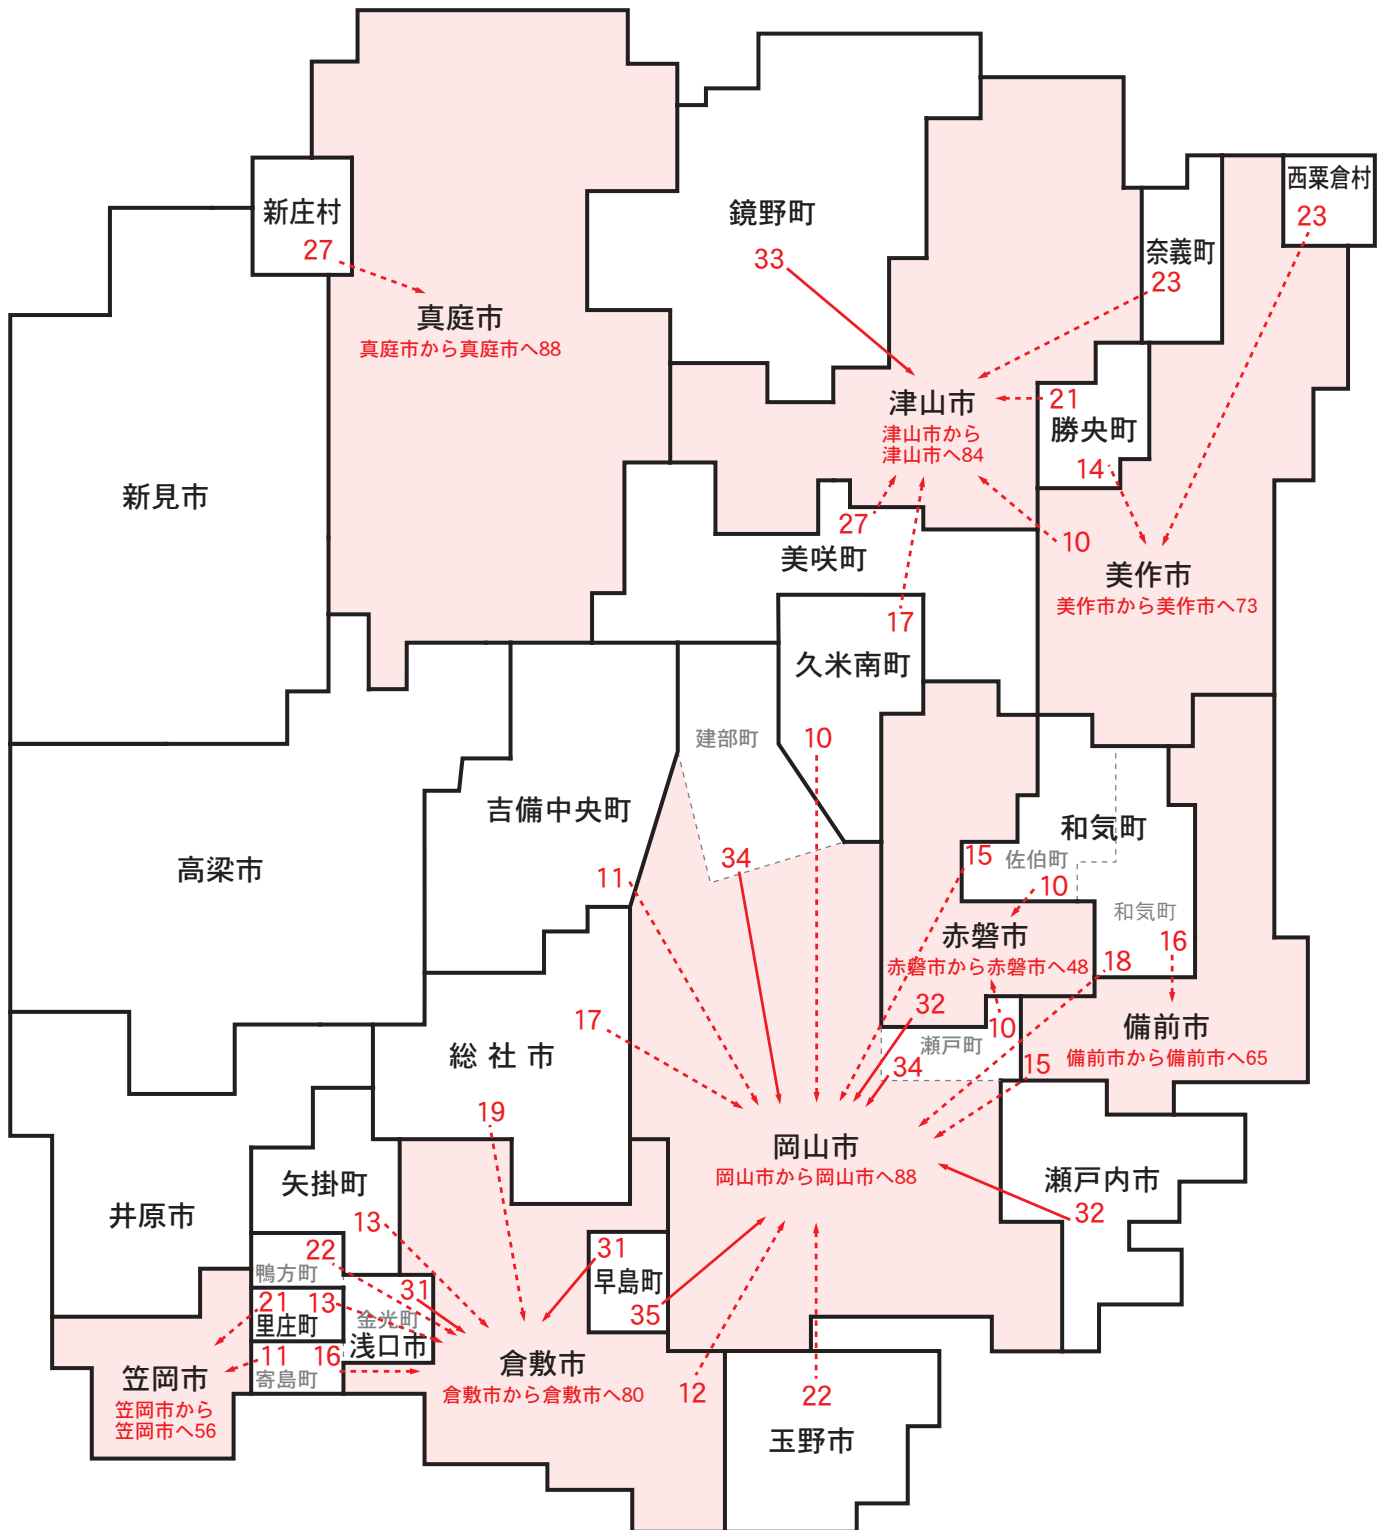 西粟倉村
23
新庄村
27
鏡野町
33
奈義町
23
真庭市
真庭市から真庭市へ88
津山市
津山市から
津山市へ84
21
勝央町
14
新見市
27
10
美咲町
美作市
美作市から美作市へ73
17
久米南町
建部町
10
吉備中央町
和気町
佐伯町
15
34
高梁市
11
10
和気町
赤磐市
赤磐市から赤磐市へ48
16
18
32
17
10
備前市
備前市から備前市へ65
瀬戸町
総社市
34
15
19
岡山市
岡山市から岡山市へ88
瀬戸内市
矢掛町
井原市
13
32
22
31
鴨方町
早島町
31
21
13
金光町
35
里庄町
浅口市
11
16
倉敷市
倉敷市から倉敷市へ80
笠岡市
笠岡市から
笠岡市へ56
寄島町
12
22
玉野市